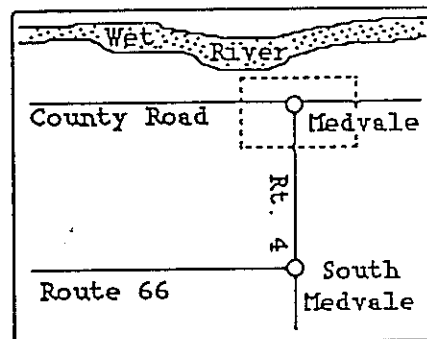 Wet River
County Road
Medvale
Rt. 4
South
Medvale
Route 66